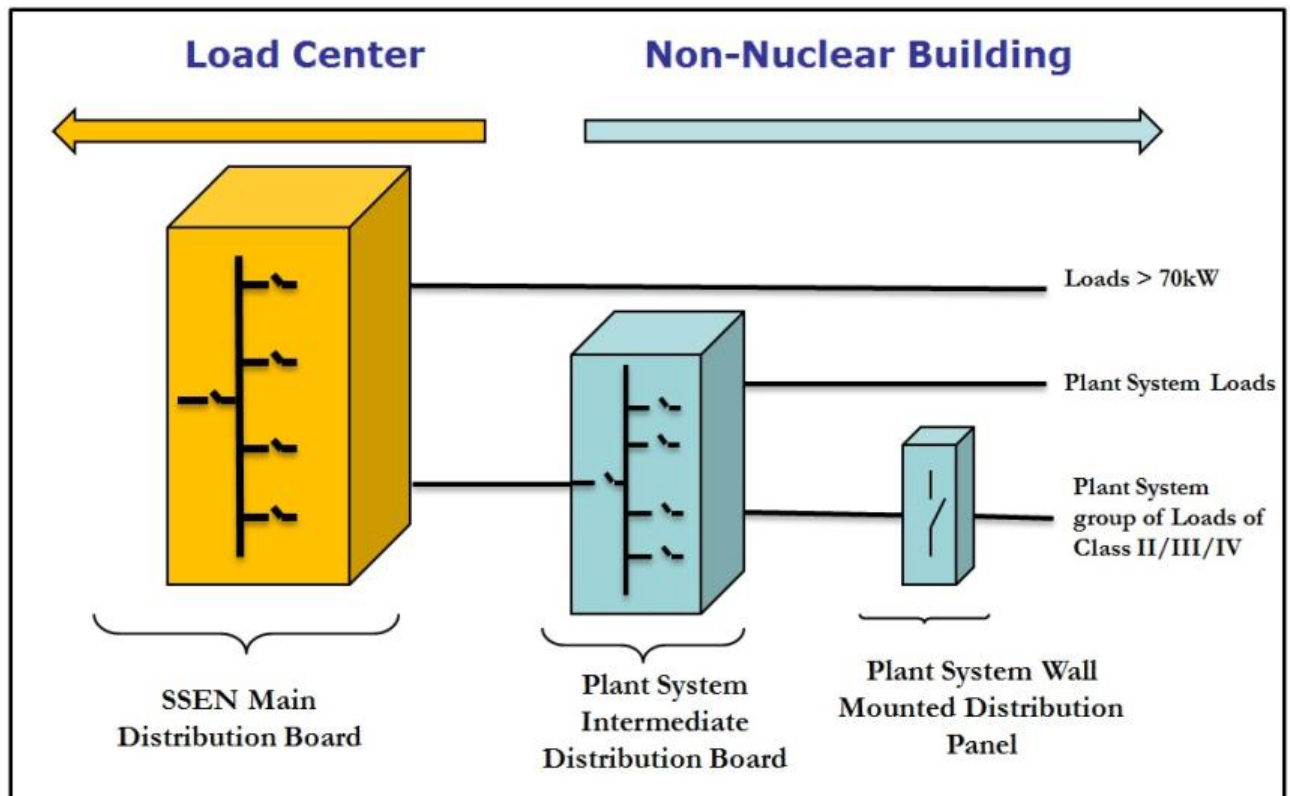 Load Center
Non-Nuclear Building
Loads > 70kW
Plant System Loads
Plant System
group of Loads of
Class II/III/IV
SSEN Main
Distribution Board
Plant System
Intermediate
Distribution Board
Plant System Wall
Mounted Distribution
Panel